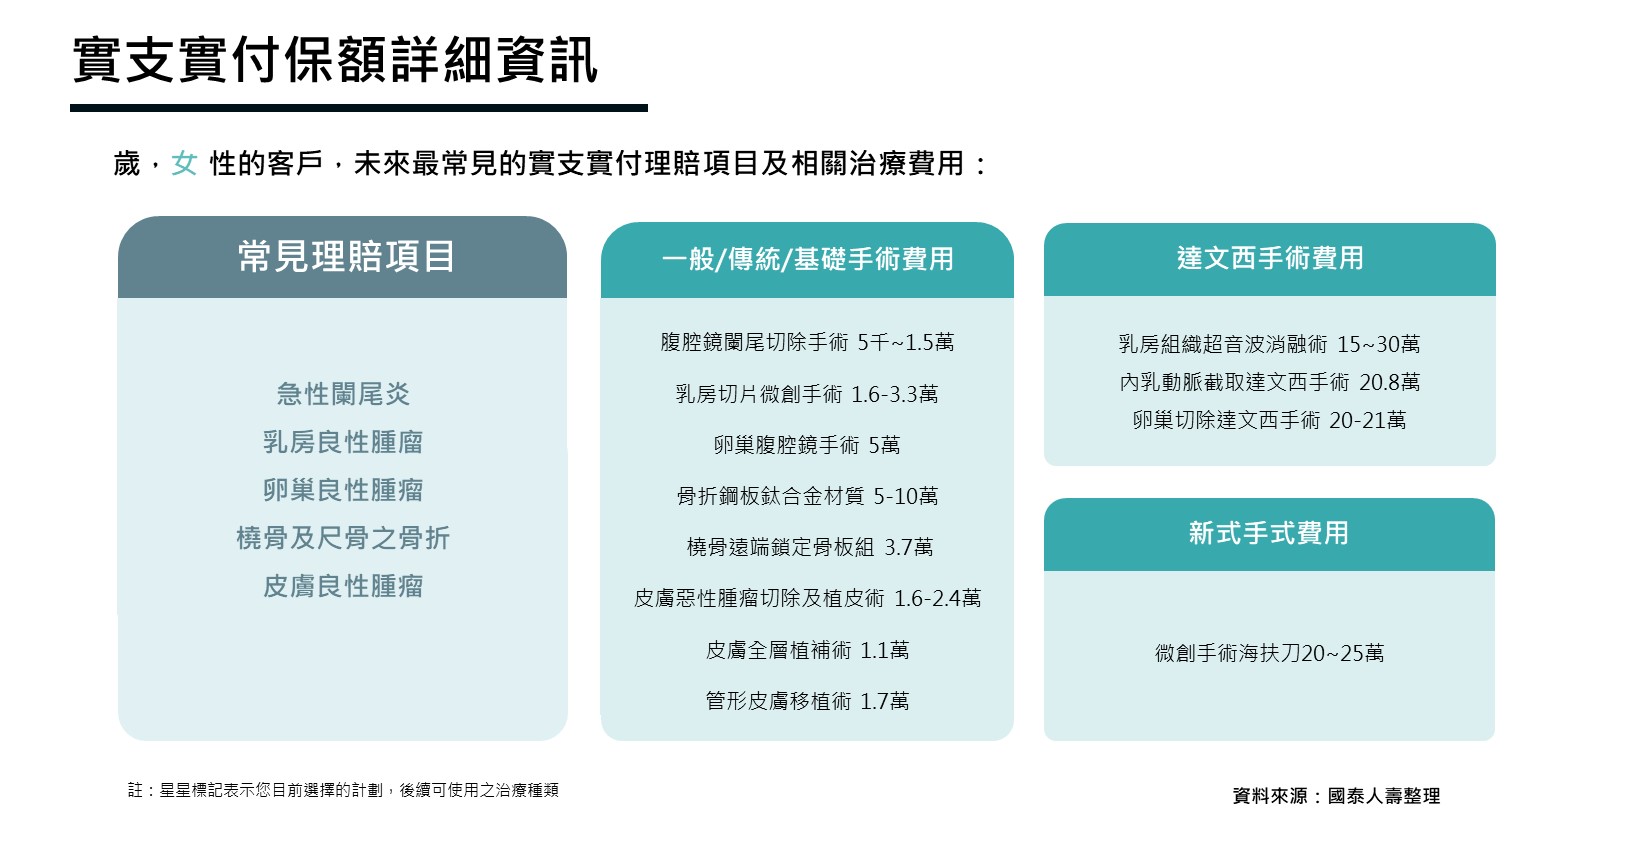 實支實付保額詳細資訊
歲，女 性的客戶，未來最常見的實支實付理賠項目及相關治療費用：
常見理賠項目
急性闌尾炎
乳房良性腫瘤
卵巢良性腫瘤
橈骨及尺骨之骨折
皮膚良性腫瘤
一般/傳統/基礎手術費用
腹腔鏡闌尾切除手術 5千~1.5萬
乳房切片微創手術 1.6-3.3萬
卵巢腹腔鏡手術 5萬
骨折鋼板鈦合金材質 5-10萬
橈骨遠端鎖定骨板組 3.7萬
皮膚惡性腫瘤切除及植皮術 1.6-2.4萬
皮膚全層植補術 1.1萬
管形皮膚移植術 1.7萬
達文西手術費用
乳房組織超音波消融術 15~30萬
內乳動脈截取達文西手術 20.8萬
卵巢切除達文西手術 20-21萬
新式手式費用
微創手術海扶刀20~25萬
註：星星標記表示您目前選擇的計劃，後續可使用之治療種類
資料來源：國泰人壽整理